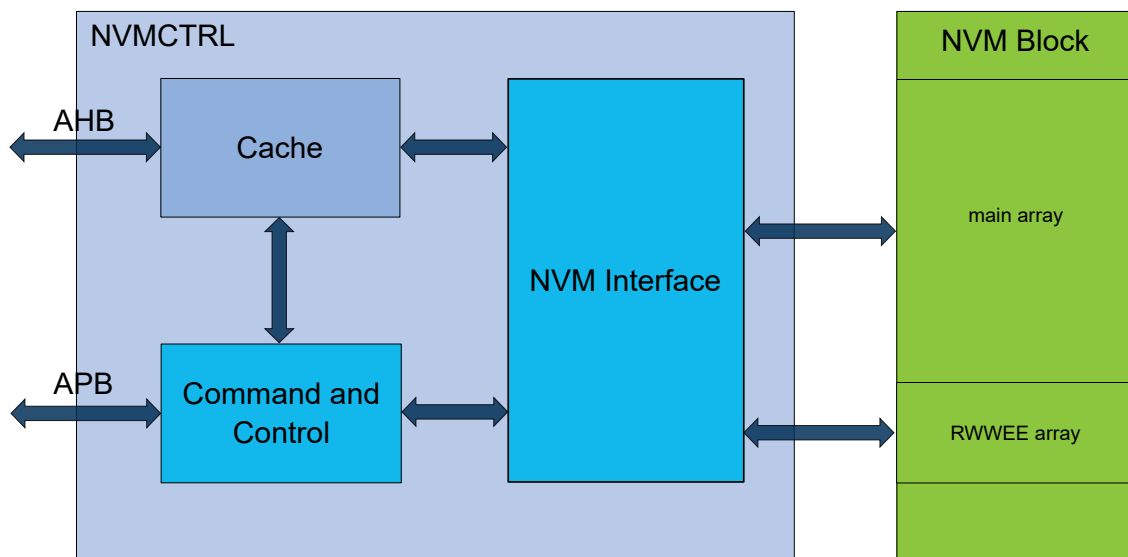 NVMCTRL
NVM Block
AHB
Cache
main array
NVM Interface
APB
Command and
Control
RWWEE array